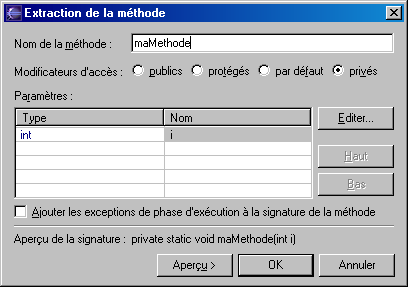 Extraction de la méthode
Nom de la méthode : maMethode
Modificateurs d'accès : publics protégés par défaut privés
Paramètres :
Type Nom
int i
Editer...
Haut
Bas
Ajouter les exceptions de phase d'exécution à la signature de la méthode
Aperçu de la signature : private static void maMethode(int i)
Aperçu > OK Annuler